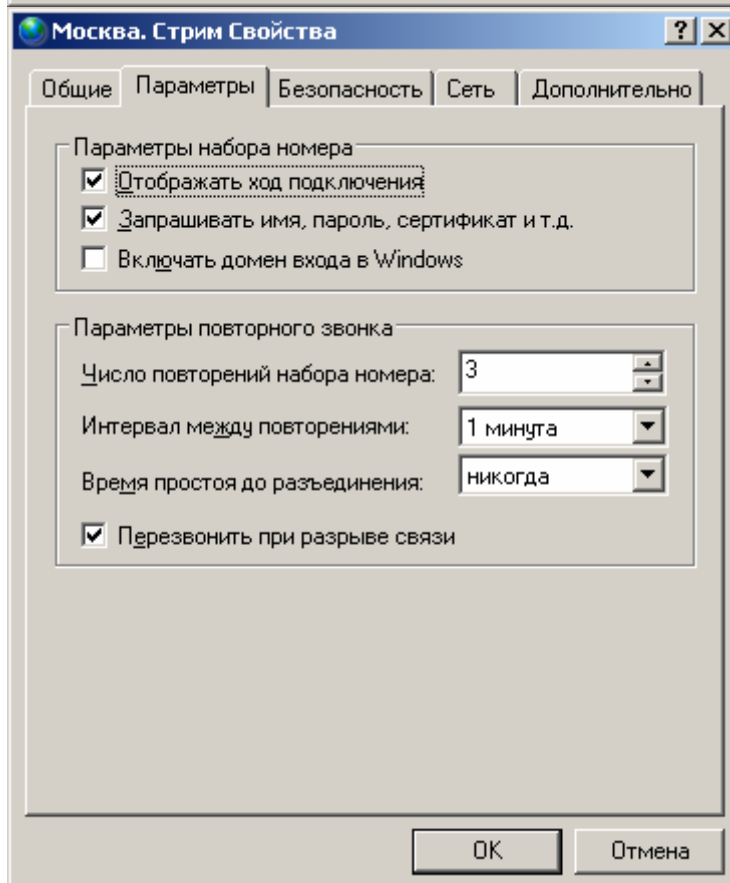 Москва. Стрим Свойства
Общие Параметры Безопасность Сеть Дополнительно
Параметры набора номера
Отображать ход подключения
Запрашивать имя, пароль, сертификат и т.д.
Включать домен входа в Windows
Параметры повторного звонка
Число повторений набора номера: 3
Интервал между повторениями: 1 минута
Время простоя до разъединения: никогда
Перезвонить при разрыве связи
OK Отмена